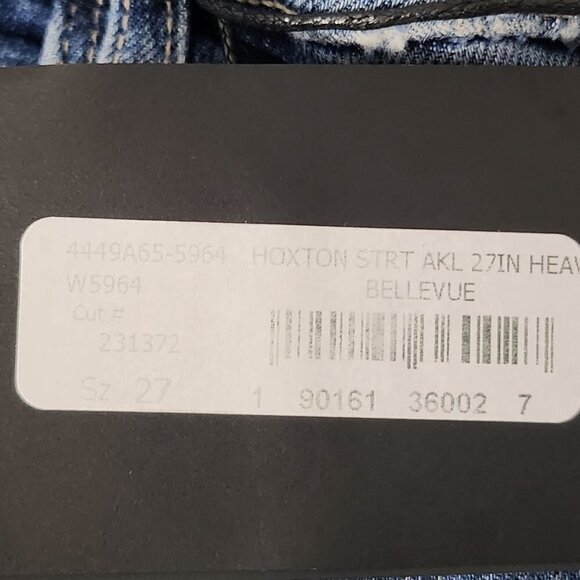 4449A65-5964 HOXTON STRT AKL 27IN HEAV
W5964 BELLEVUE
Cut#
231372
Sz 27
1 90161 36002 7